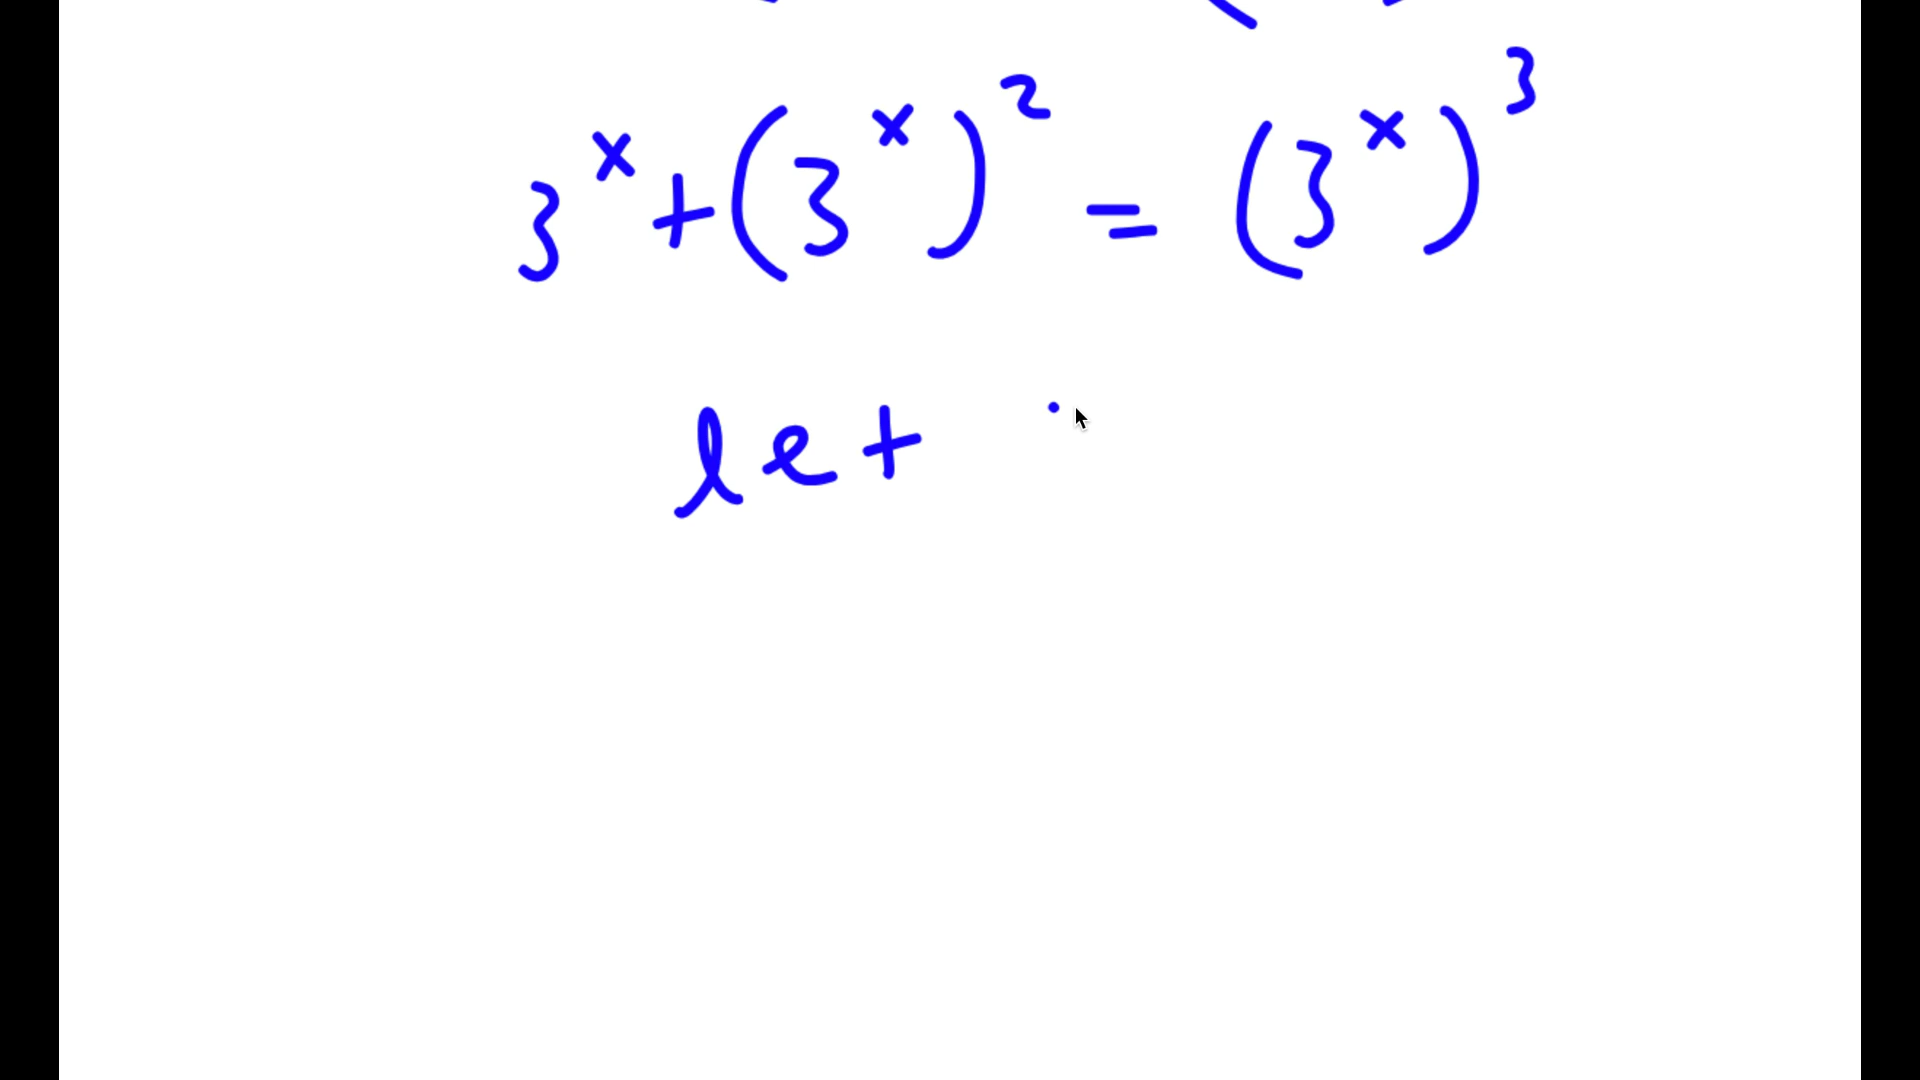 3^x + (3^x)^2 = (3^x)^3
let